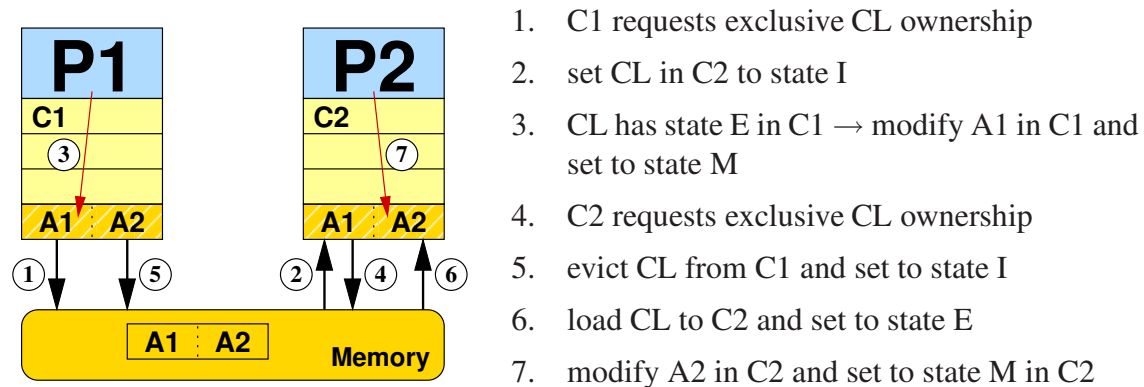 P1
P2
C1
C2
3
7
A1 A2
A1 A2
1
5
2
4
6
A1 A2
Memory
1. C1 requests exclusive CL ownership
2. set CL in C2 to state I
3. CL has state E in C1 → modify A1 in C1 and
set to state M
4. C2 requests exclusive CL ownership
5. evict CL from C1 and set to state I
6. load CL to C2 and set to state E
7. modify A2 in C2 and set to state M in C2